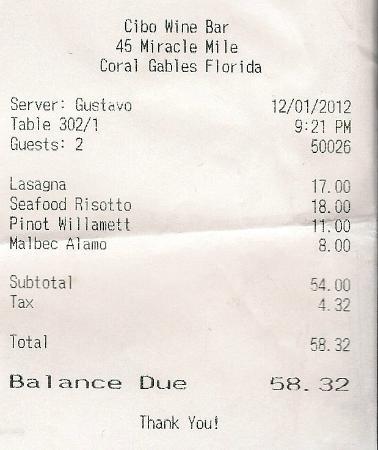 Cibo Wine Bar
45 Miracle Mile
Coral Gables Florida
Server: Gustavo 12/01/2012
Table 302/1 9:21 PM
Guests: 2 50026
Lasagna 17.00
Seafood Risotto 18.00
Pinot Willamett 11.00
Malbec Alamo 8.00
Subtotal 54.00
Tax 4.32
Total 58.32
Balance Due 58.32
Thank You!